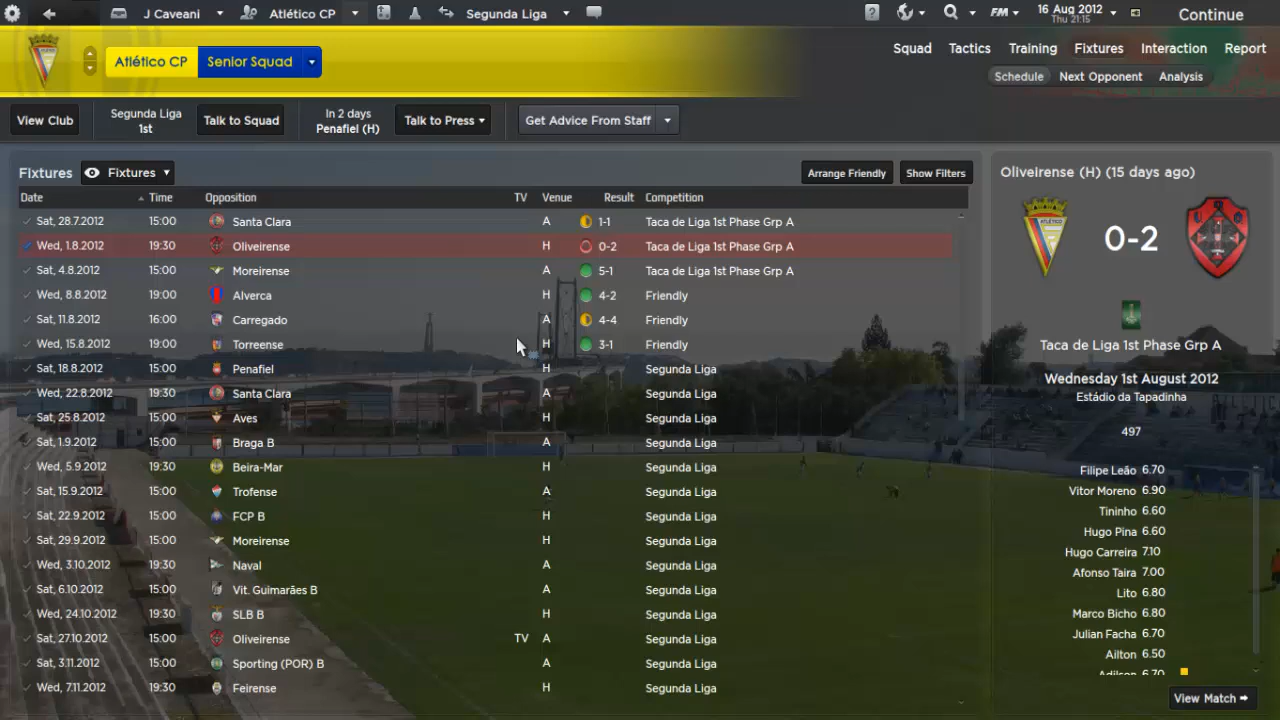 J Caveani Atlético CP Segunda Liga ? FM 16 Aug 2012 Thu 21:15 Continue
Atlético CP Senior Squad Squad Tactics Training Fixtures Interaction Report
Schedule Next Opponent Analysis
View Club Segunda Liga 1st Talk to Squad In 2 days Penafiel (H) Talk to Press Get Advice From Staff
Fixtures Fixtures Arrange Friendly Show Filters
Date Time Opposition TV Venue Result Competition
Sat, 28.7.2012 15:00 Santa Clara A 1-1 Taca de Liga 1st Phase Grp A
Wed, 1.8.2012 19:30 Oliveirense H 0-2 Taca de Liga 1st Phase Grp A
Sat, 4.8.2012 15:00 Moreirense A 5-1 Taca de Liga 1st Phase Grp A
Wed, 8.8.2012 19:00 Alverca H 4-2 Friendly
Sat, 11.8.2012 16:00 Carregado A 4-4 Friendly
Wed, 15.8.2012 19:00 Torreense H 3-1 Friendly
Sat, 18.8.2012 15:00 Penafiel H Segunda Liga
Wed, 22.8.2012 19:30 Santa Clara A Segunda Liga
Sat, 25.8.2012 15:00 Aves H Segunda Liga
Sat, 1.9.2012 15:00 Braga B A Segunda Liga
Wed, 5.9.2012 19:30 Beira-Mar H Segunda Liga
Sat, 15.9.2012 15:00 Trofense A Segunda Liga
Sat, 22.9.2012 15:00 FCP B H Segunda Liga
Sat, 29.9.2012 15:00 Moreirense H Segunda Liga
Wed, 3.10.2012 19:30 Naval A Segunda Liga
Sat, 6.10.2012 15:00 Vit. Guimarães B A Segunda Liga
Wed, 24.10.2012 19:30 SLB B H Segunda Liga
Sat, 27.10.2012 15:00 Oliveirense TV A Segunda Liga
Sat, 3.11.2012 15:00 Sporting (POR) B A Segunda Liga
Wed, 7.11.2012 19:30 Feirense H Segunda Liga
Oliveirense (H) (15 days ago)
0-2
Taca de Liga 1st Phase Grp A
Wednesday 1st August 2012
Estádio da Tapadinha
497
Filipe Leão 6.70
Vitor Moreno 6.90
Tininho 6.60
Hugo Pina 6.60
Hugo Carreira 7.10
Afonso Taira 7.00
Lito 6.80
Marco Bicho 6.80
Julian Facha 6.70
Ailton 6.50
Adilson 6.70
View Match